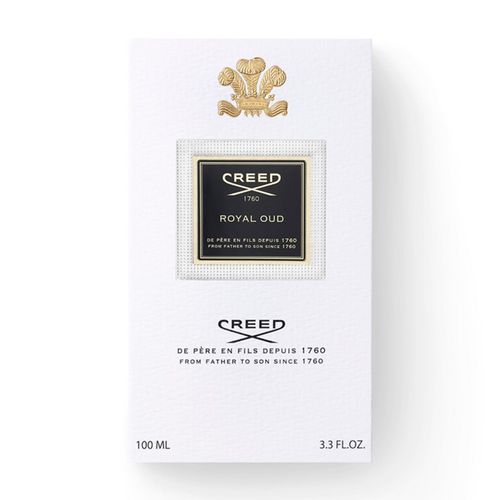 CREED
1760
ROYAL OUD
DE PÈRE EN FILS DEPUIS 1760
FROM FATHER TO SON SINCE 1760
CREED
DE PÈRE EN FILS DEPUIS 1760
FROM FATHER TO SON SINCE 1760
100 ML 3.3 FL.OZ.